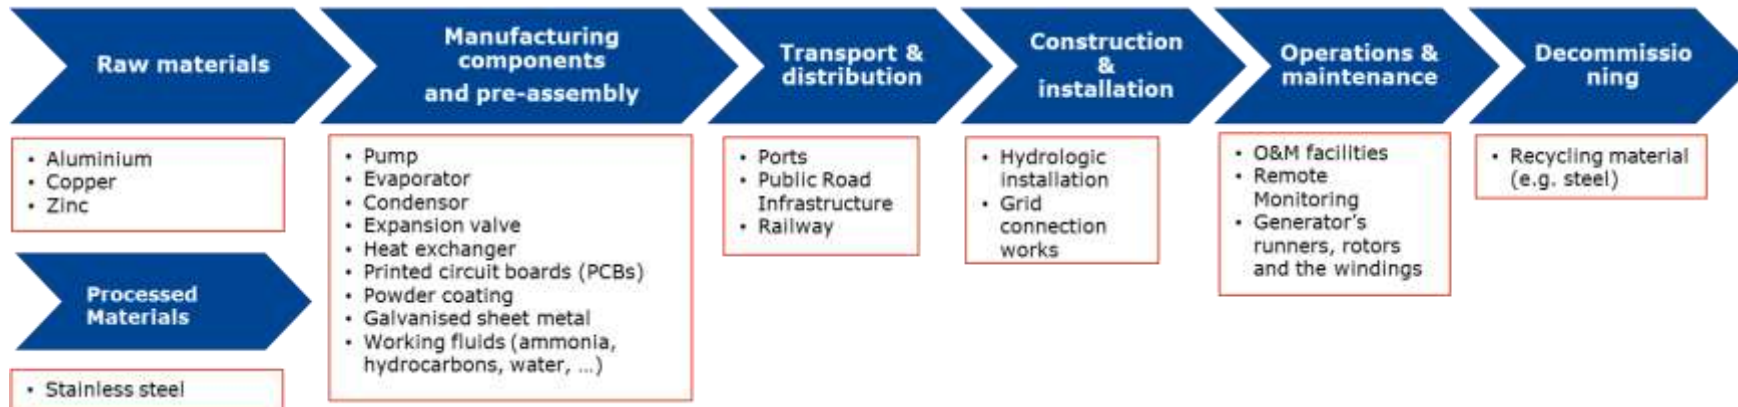 Raw materials
Manufacturing
components
and pre-assembly
Transport &
distribution
Construction
&
installation
Operations &
maintenance
Decommissio
ning
• Aluminium
• Copper
• Zinc
Processed
Materials
• Stainless steel
• Pump
• Evaporator
• Condensor
• Expansion valve
• Heat exchanger
• Printed circuit boards (PCBs)
• Powder coating
• Galvanised sheet metal
• Working fluids (ammonia,
hydrocarbons, water, ...)
• Ports
• Public Road
Infrastructure
• Railway
• Hydrologic
installation
• Grid
connection
works
• O&M facilities
• Remote
Monitoring
• Generator's
runners, rotors
and the windings
• Recycling material
(e.g. steel)